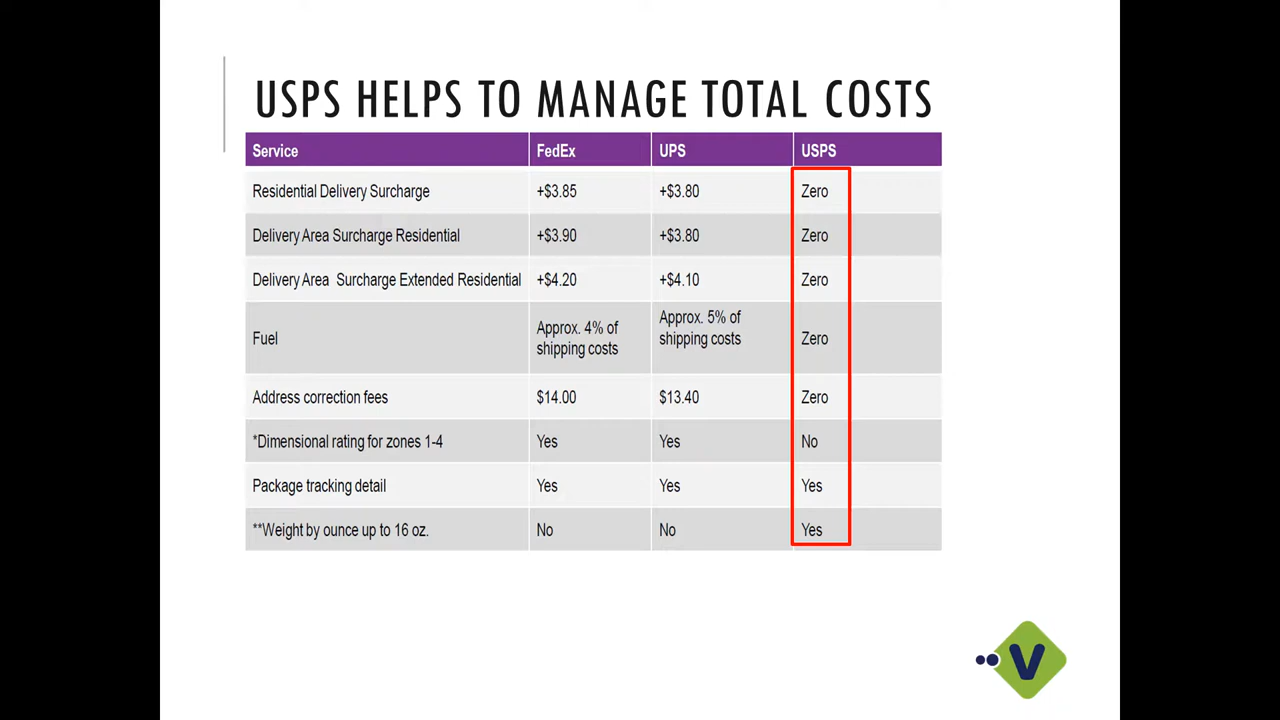 USPS HELPS TO MANAGE TOTAL COSTS
Service FedEx UPS USPS
Residential Delivery Surcharge +$3.85 +$3.80 Zero
Delivery Area Surcharge Residential +$3.90 +$3.80 Zero
Delivery Area Surcharge Extended Residential +$4.20 +$4.10 Zero
Fuel Approx. 4% of shipping costs Approx. 5% of shipping costs Zero
Address correction fees $14.00 $13.40 Zero
*Dimensional rating for zones 1-4 Yes Yes No
Package tracking detail Yes Yes Yes
**Weight by ounce up to 16 oz. No No Yes
V